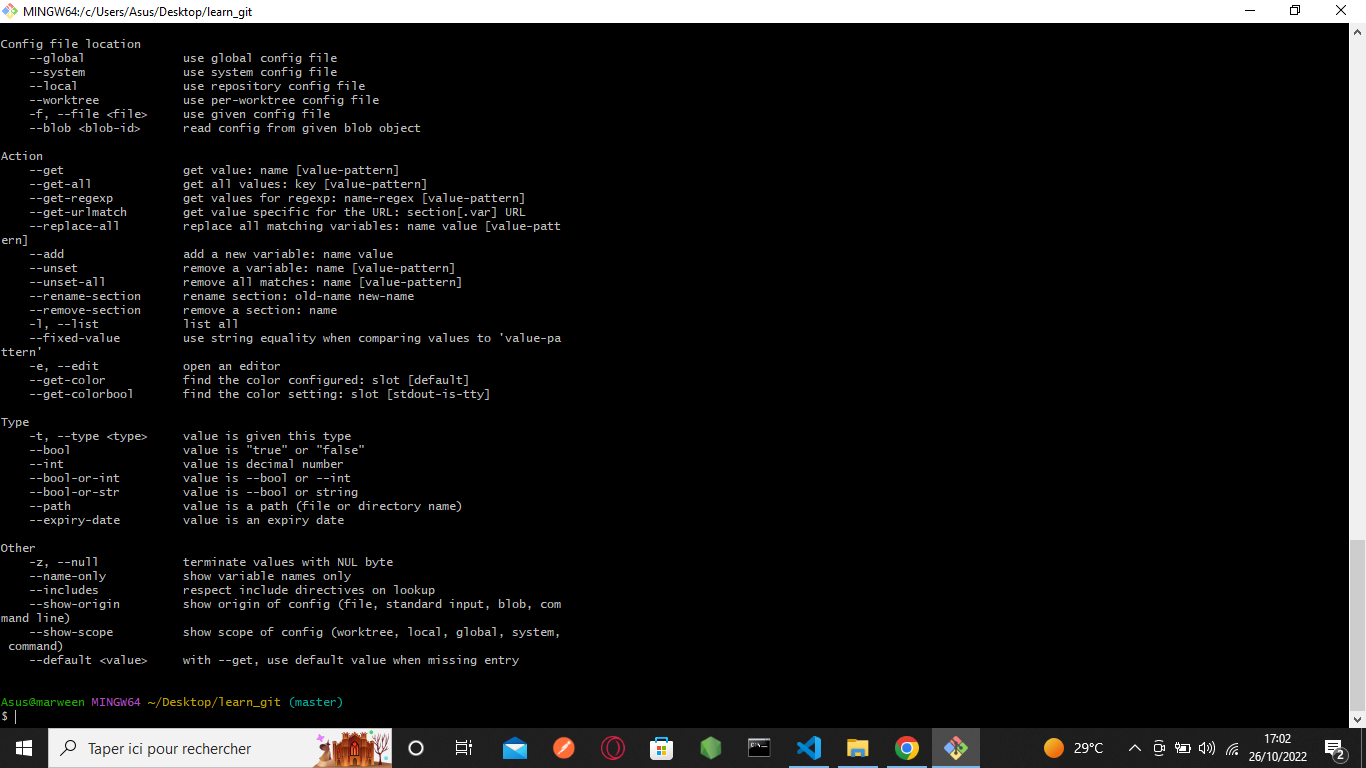 MINGW64:/c/Users/Asus/Desktop/learn_git
Config file location
    --global              use global config file
    --system              use system config file
    --local               use repository config file
    --worktree            use per-worktree config file
    -f, --file <file>     use given config file
    --blob <blob-id>      read config from given blob object
Action
    --get                 get value: name [value-pattern]
    --get-all             get all values: key [value-pattern]
    --get-regexp          get values for regexp: name-regex [value-pattern]
    --get-urlmatch        get value specific for the URL: section[.var] URL
    --replace-all         replace all matching variables: name value [value-patt
ern]
    --add                 add a new variable: name value
    --unset               remove a variable: name [value-pattern]
    --unset-all           remove all matches: name [value-pattern]
    --rename-section      rename section: old-name new-name
    --remove-section      remove a section: name
    -l, --list            list all
    --fixed-value         use string equality when comparing values to 'value-pa
ttern'
    -e, --edit            open an editor
    --get-color           find the color configured: slot [default]
    --get-colorbool       find the color setting: slot [stdout-is-tty]
Type
    -t, --type <type>     value is given this type
    --bool                value is "true" or "false"
    --int                 value is decimal number
    --bool-or-int         value is --bool or --int
    --bool-or-str         value is --bool or string
    --path                value is a path (file or directory name)
    --expiry-date         value is an expiry date
Other
    -z, --null            terminate values with NUL byte
    --name-only           show variable names only
    --includes            respect include directives on lookup
    --show-origin         show origin of config (file, standard input, blob, com
mand line)
    --show-scope          show scope of config (worktree, local, global, system,
 command)
    --default <value>     with --get, use default value when missing entry
Asus@marween MINGW64 ~/Desktop/learn_git (master)
$
Taper ici pour rechercher
29°C
17:02
26/10/2022
2